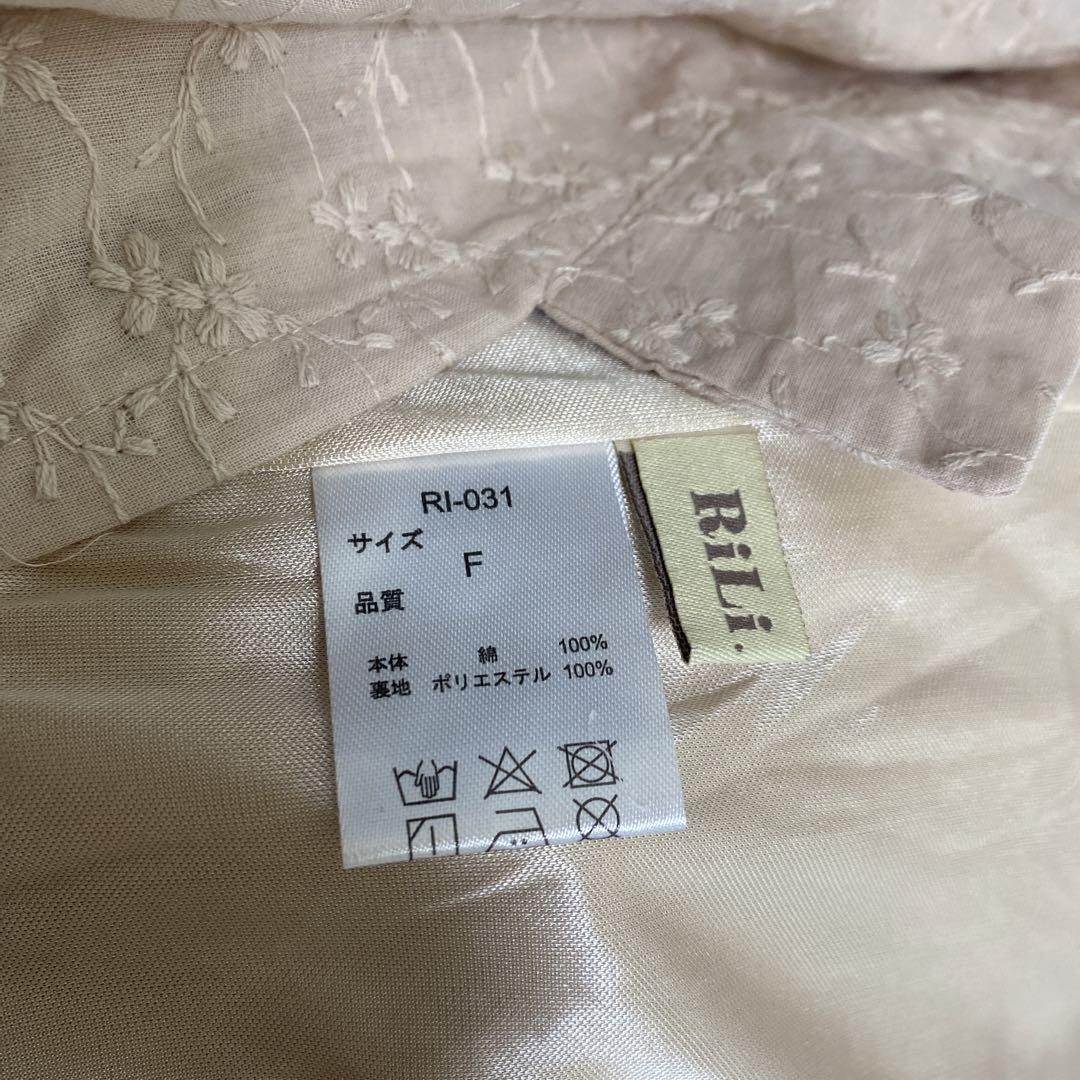 RI-031
サイズ
F
品質
本体 綿 100%
裏地 ポリエステル 100%
RiLi.